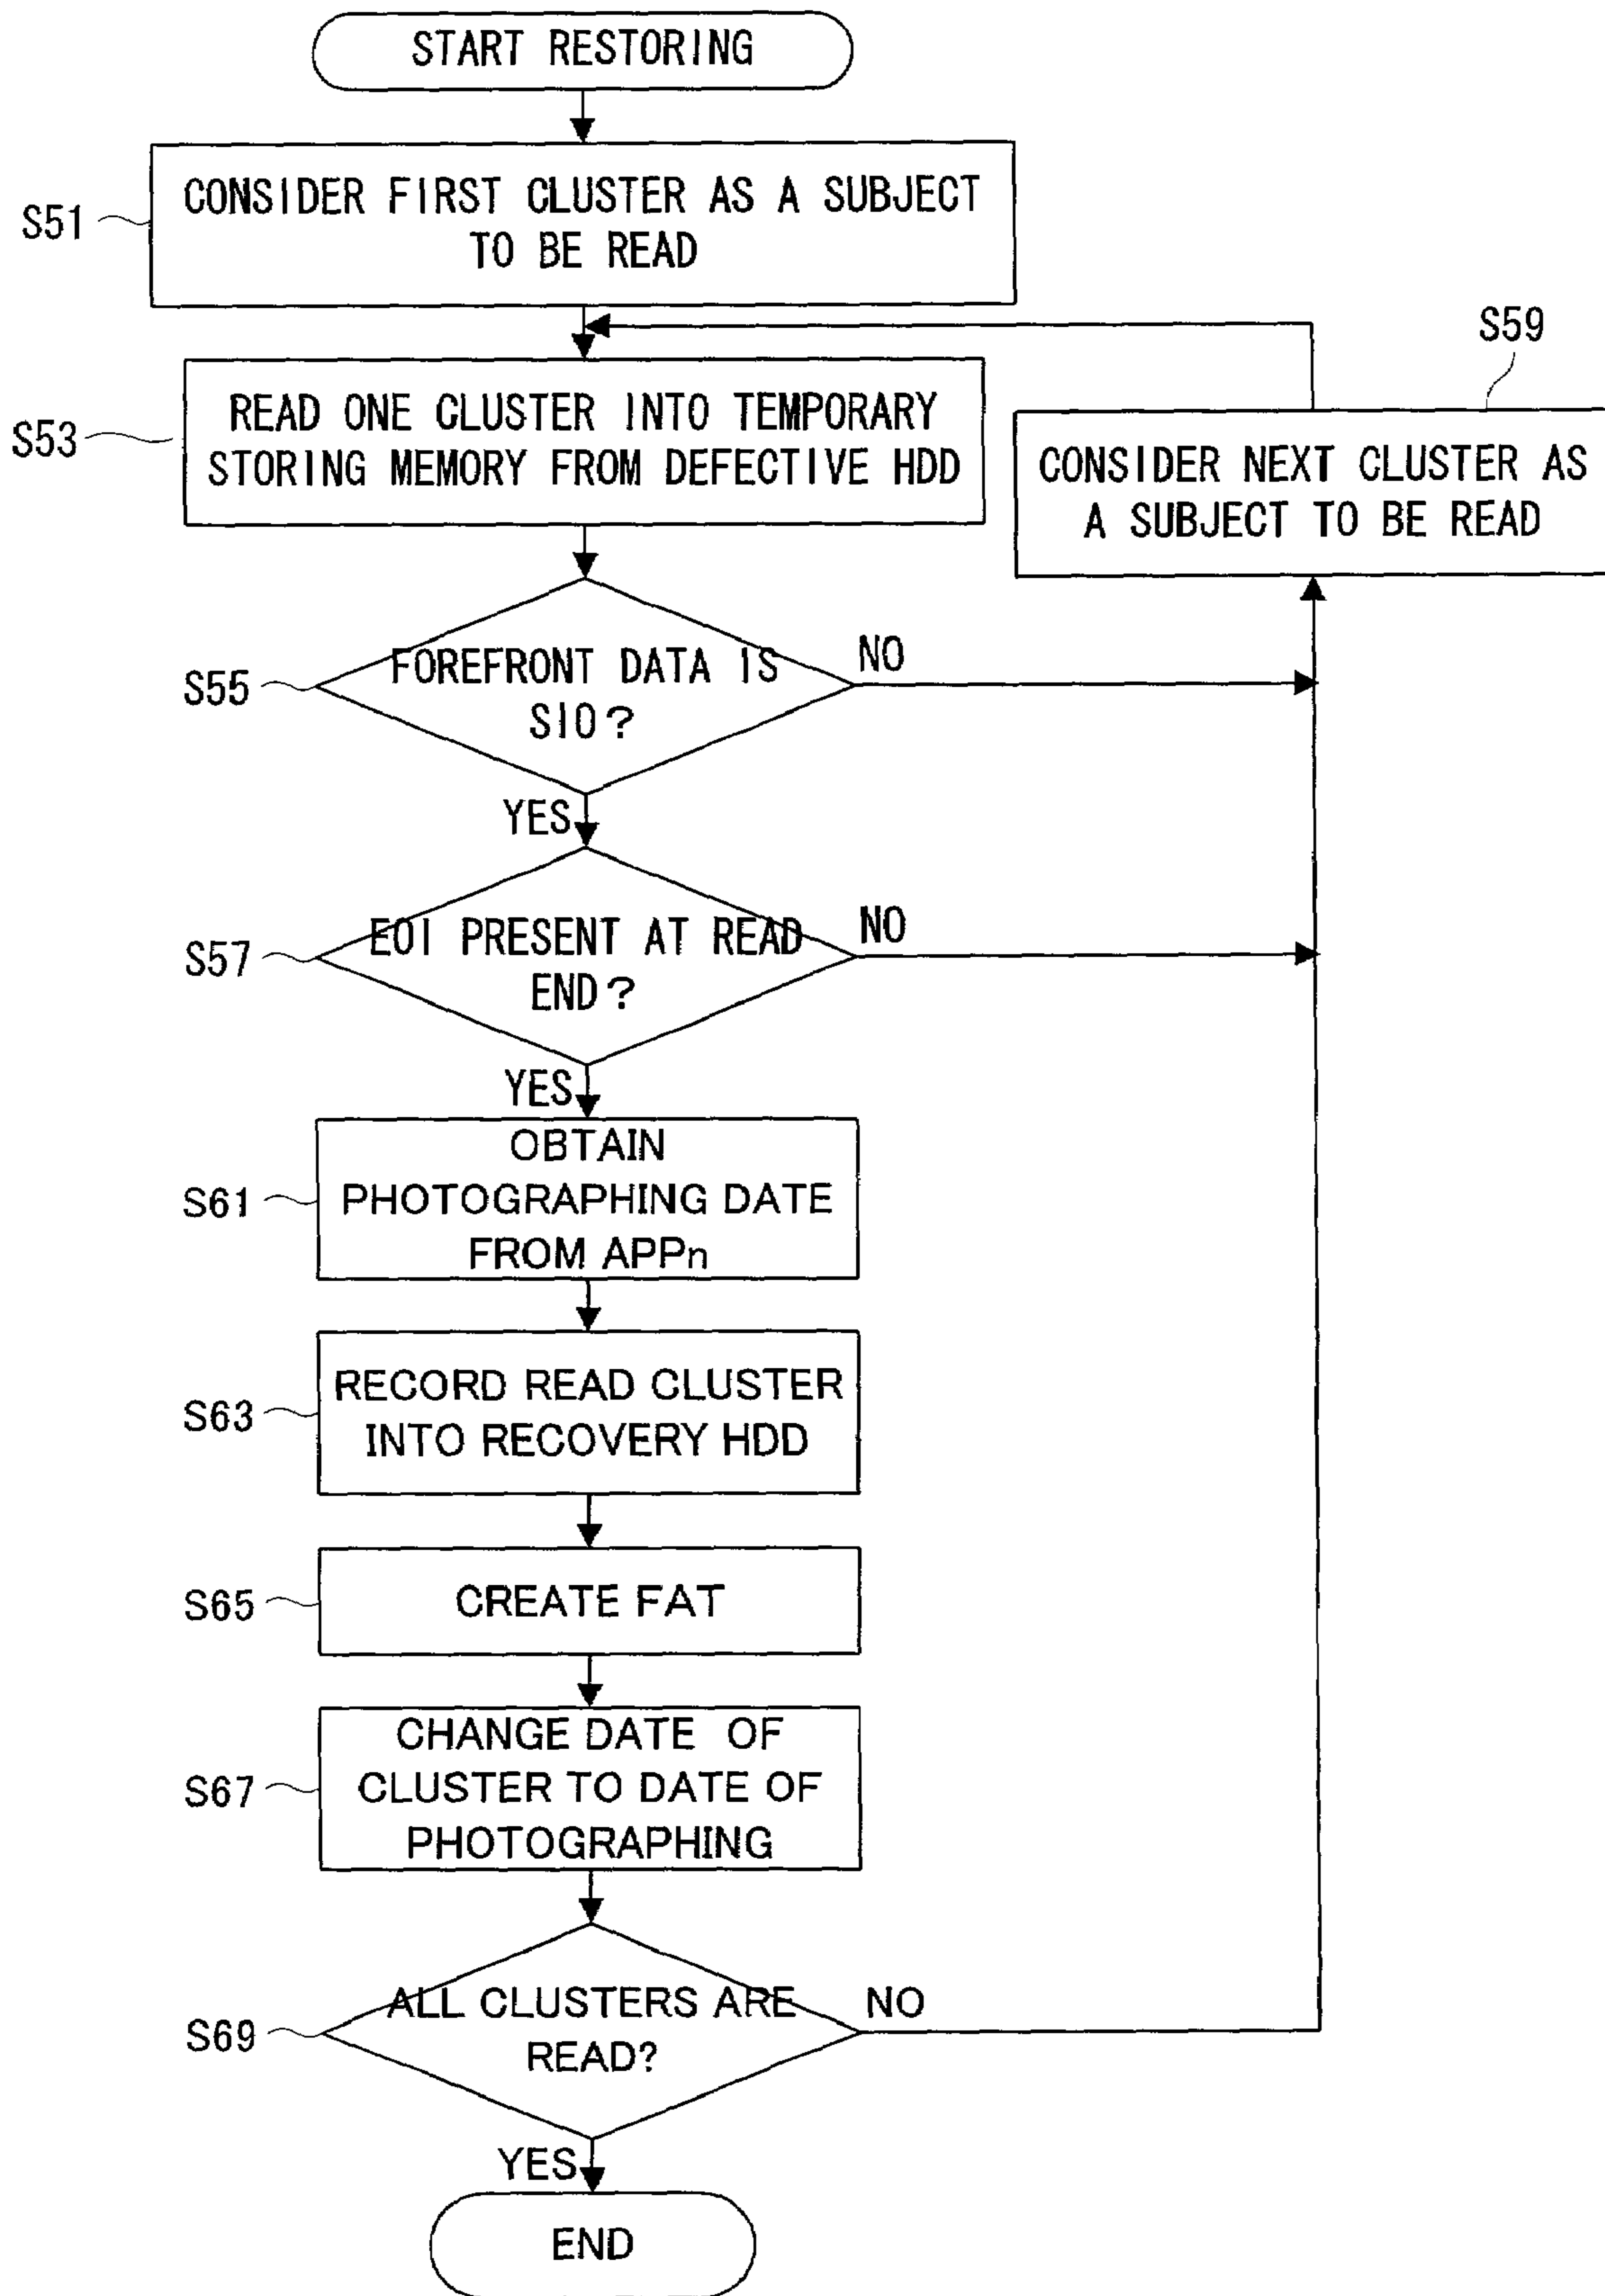 START RESTORING
S51
CONSIDER FIRST CLUSTER AS A SUBJECT
TO BE READ
S59
S53
READ ONE CLUSTER INTO TEMPORARY
STORING MEMORY FROM DEFECTIVE HDD
CONSIDER NEXT CLUSTER AS
A SUBJECT TO BE READ
S55
FOREFRONT DATA IS
SIO?
NO
YES
S57
EOI PRESENT AT READ
END?
NO
YES
S61
OBTAIN
PHOTOGRAPHING DATE
FROM APPn
S63
RECORD READ CLUSTER
INTO RECOVERY HDD
S65
CREATE FAT
S67
CHANGE DATE OF
CLUSTER TO DATE OF
PHOTOGRAPHING
S69
ALL CLUSTERS ARE
READ?
NO
YES
END